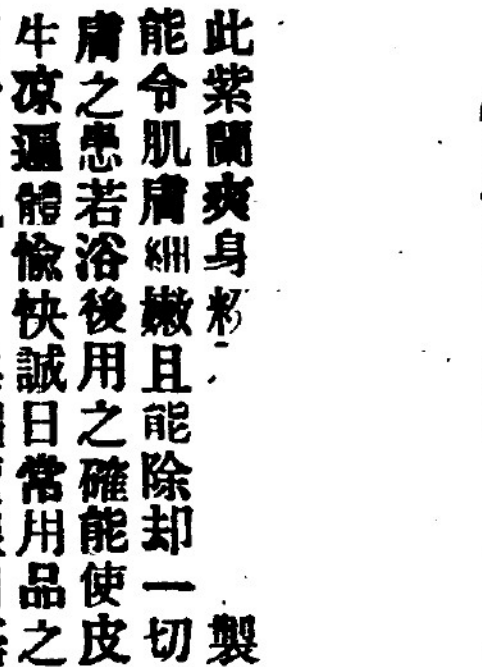 此紫蘭爽身粉 製
能令肌膚細嫩且能除却一切
膚之患若浴後用之確能使皮
生凉遍體愉快誠日常用品之